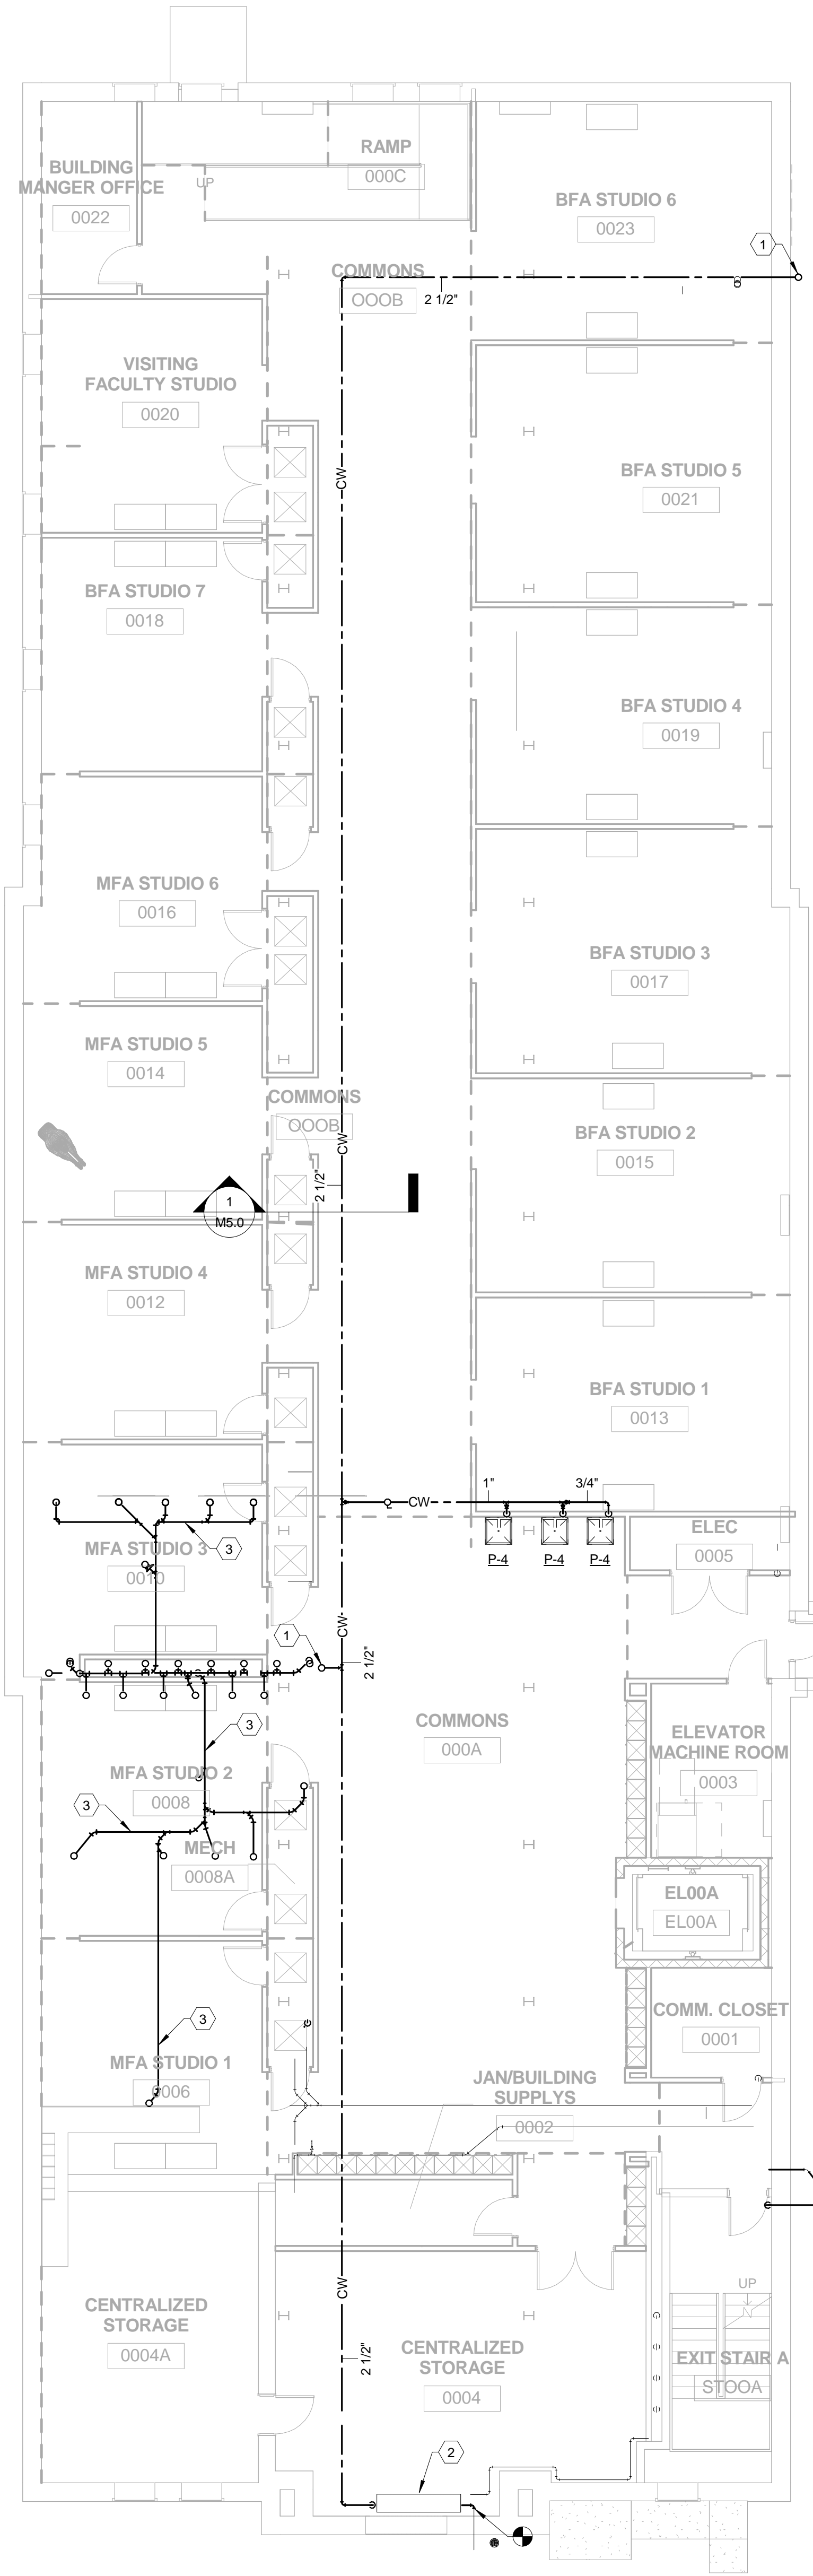 RAMP
000C
BUILDING
MANGER OFFICE
0022
UP
BFA STUDIO 6
0023
1
COMMONS
OOOB
2 1/2"
VISITING
FACULTY STUDIO
0020
CW
BFA STUDIO 5
0021
BFA STUDIO 7
0018
BFA STUDIO 4
0019
MFA STUDIO 6
0016
BFA STUDIO 3
0017
MFA STUDIO 5
0014
COMMONS
OOOB
CW
BFA STUDIO 2
0015
2 1/2"
1
M5.0
MFA STUDIO 4
0012
BFA STUDIO 1
0013
1"
3/4"
CW
ELEC
0005
3
MFA STUDIO 3
0010
P-4
P-4
P-4
CW
1
2 1/2"
COMMONS
000A
3
ELEVATOR
MACHINE ROOM
0003
MFA STUDIO 2
0008
3
MECH
0008A
EL00A
EL00A
3
COMM. CLOSET
0001
MFA STUDIO 1
0006
JAN/BUILDING
SUPPLYS
0002
UP
CW
CENTRALIZED
STORAGE
0004A
2 1/2"
CENTRALIZED
STORAGE
0004
EXIT STAIR A
STOOA
2